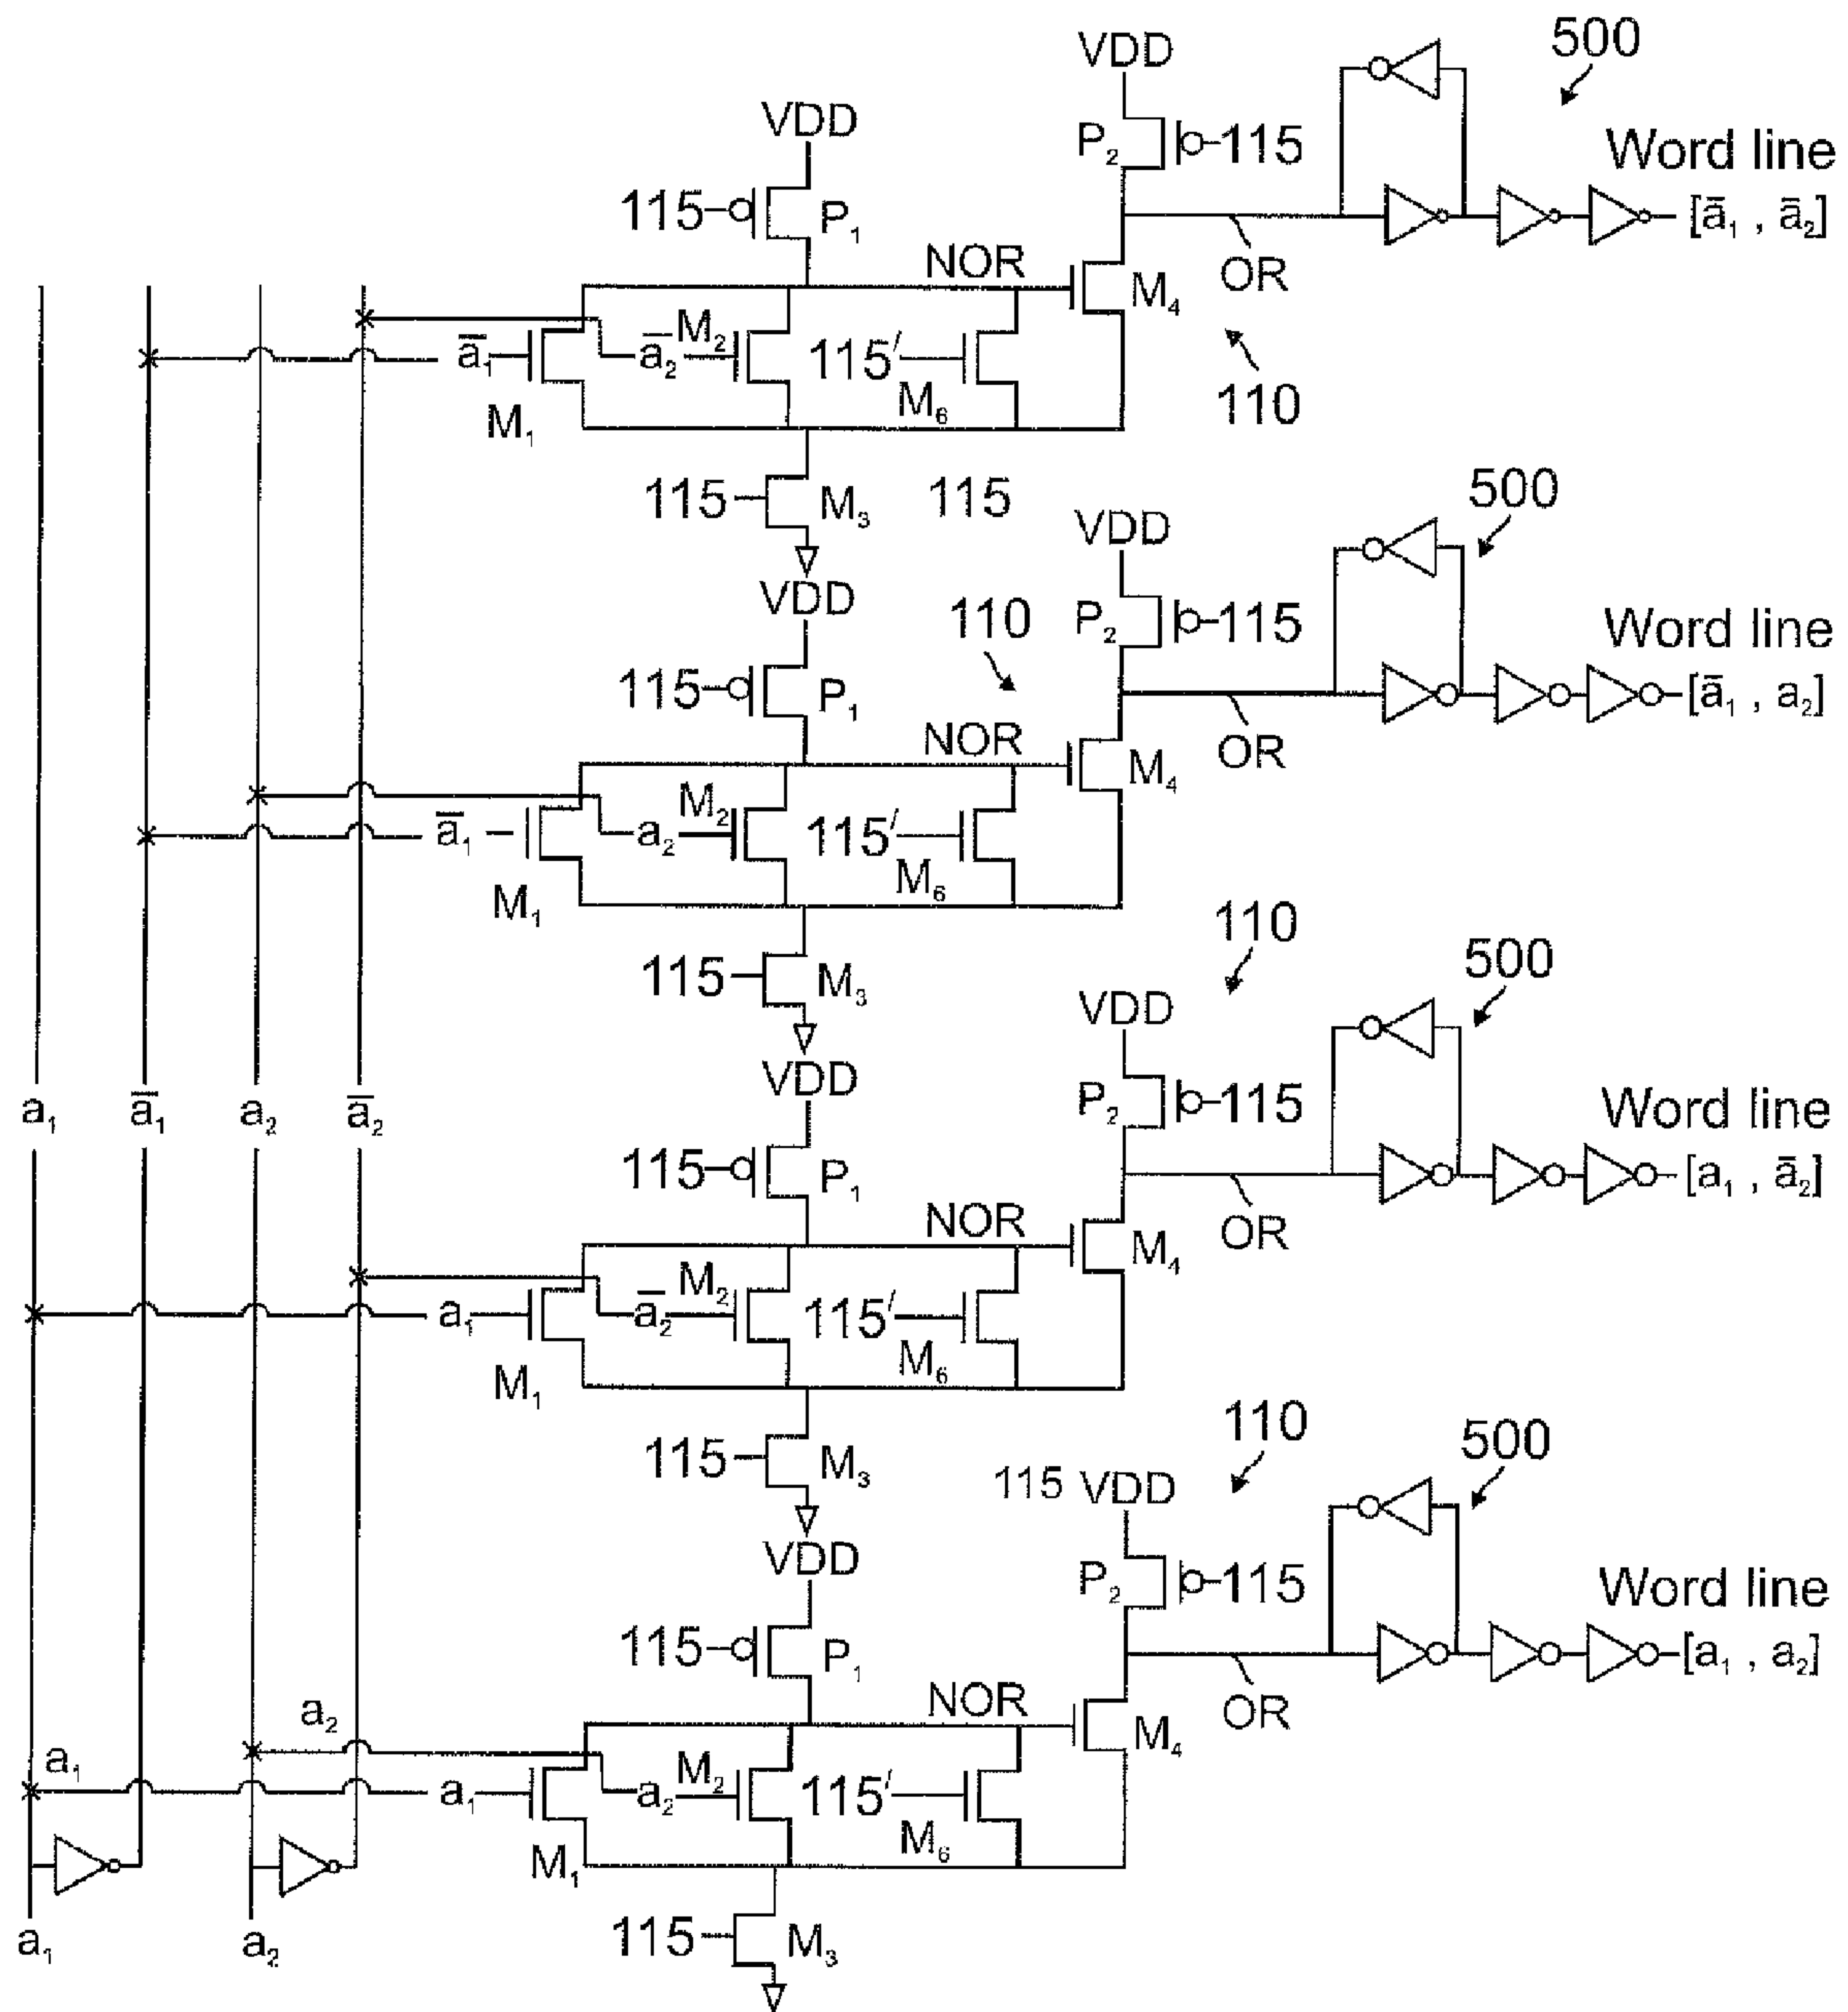 VDD
500
VDD
P₂
115
Word line
115
P₁
[ā₁ , ā₂]
NOR
OR
M₄
ā₁
ā₂
M₂
115′
M₆
110
M₁
115
M₃
115
500
VDD
VDD
110
P₂
115
Word line
115
P₁
[ā₁ , a₂]
NOR
OR
M₄
ā₁
a₂
M₂
115′
M₆
M₁
110
115
M₃
500
VDD
VDD
a₁
ā₁
a₂
ā₂
P₂
115
Word line
115
P₁
[a₁ , ā₂]
NOR
OR
M₄
a₁
ā₂
M₂
115′
M₆
M₁
110
500
115
M₃
115
VDD
VDD
P₂
115
Word line
115
P₁
[a₁ , a₂]
NOR
OR
a₂
M₄
a₁
a₁
a₂
M₂
115′
M₆
M₁
a₁
a₂
115
M₃